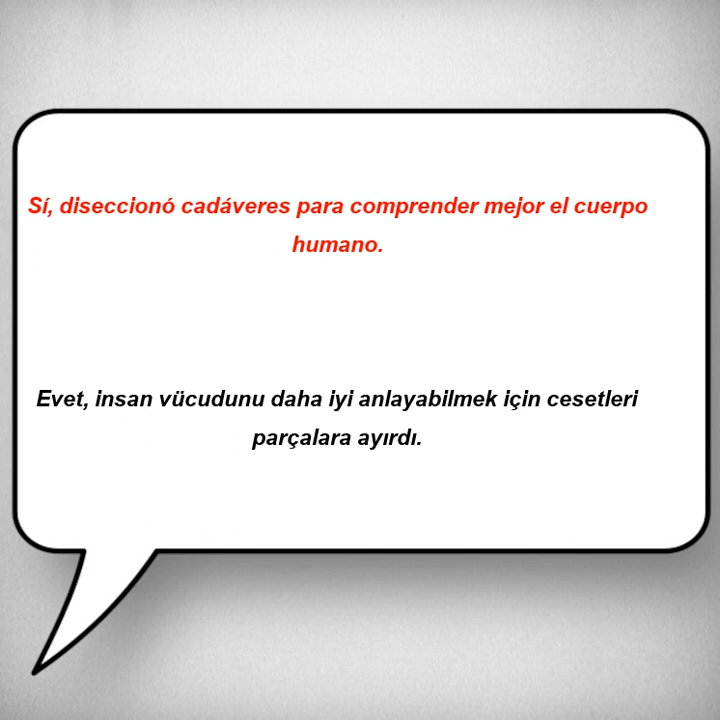 Sí, diseccionó cadáveres para comprender mejor el cuerpo
humano.
Evet, insan vücudunu daha iyi anlayabilmek için cesetleri
parçalara ayırdı.